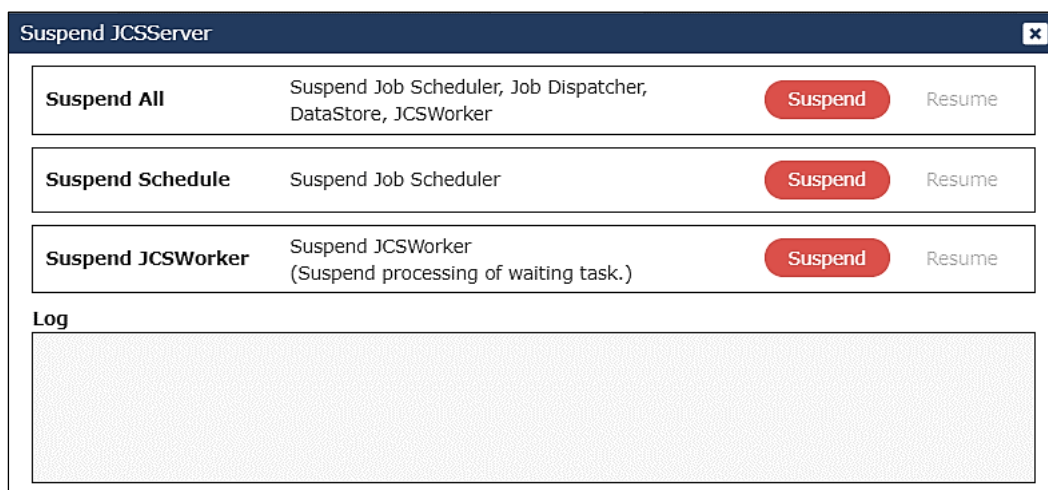 Suspend JCSServer
Suspend All
Suspend Job Scheduler, Job Dispatcher,
DataStore, JCSWorker
Suspend
Resume
Suspend Schedule
Suspend Job Scheduler
Suspend
Resume
Suspend JCSWorker
Suspend JCSWorker
(Suspend processing of waiting task.)
Suspend
Resume
Log